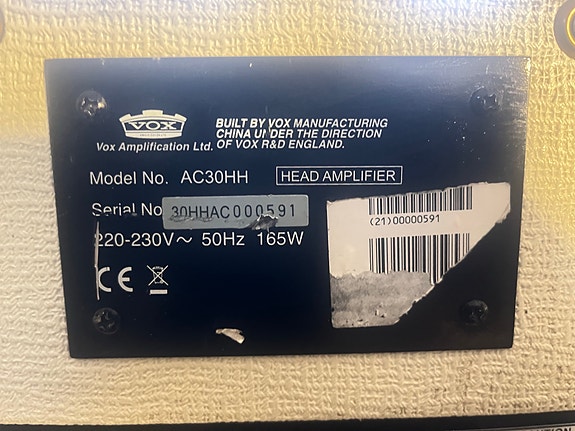 VOX
Vox Amplification Ltd.
BUILT BY VOX MANUFACTURING
CHINA UNDER THE DIRECTION
OF VOX R&D ENGLAND.
Model No. AC30HH HEAD AMPLIFIER
Serial No 30HHAC000591
(21)00000591
220-230V~ 50Hz 165W
CE